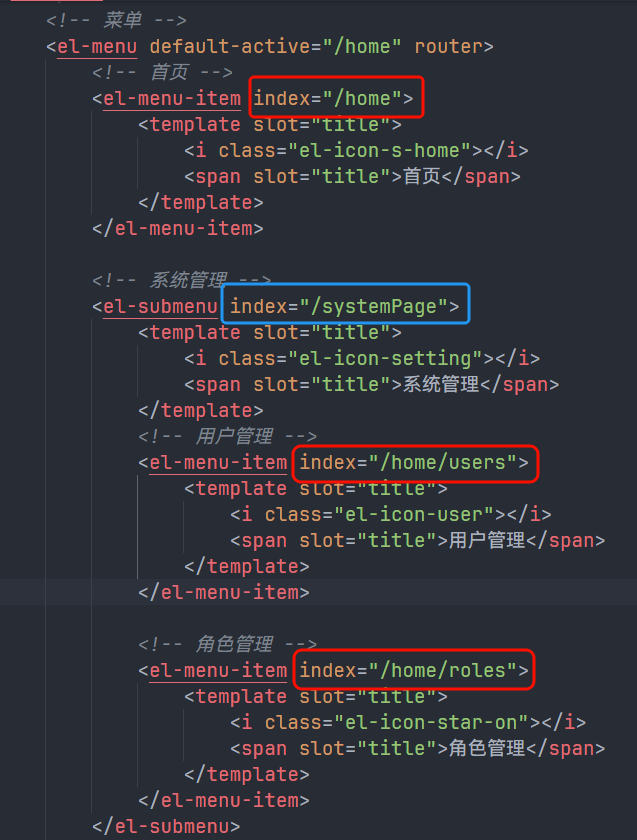 <!-- 菜单 -->
<el-menu default-active="/home" router>
<!-- 首页 -->
<el-menu-item index="/home">
<template slot="title">
<i class="el-icon-s-home"></i>
<span slot="title">首页</span>
</template>
</el-menu-item>
<!-- 系统管理 -->
<el-submenu index="/systemPage">
<template slot="title">
<i class="el-icon-setting"></i>
<span slot="title">系统管理</span>
</template>
<!-- 用户管理 -->
<el-menu-item index="/home/users">
<template slot="title">
<i class="el-icon-user"></i>
<span slot="title">用户管理</span>
</template>
</el-menu-item>
<!-- 角色管理 -->
<el-menu-item index="/home/roles">
<template slot="title">
<i class="el-icon-star-on"></i>
<span slot="title">角色管理</span>
</template>
</el-menu-item>
</el-submenu>